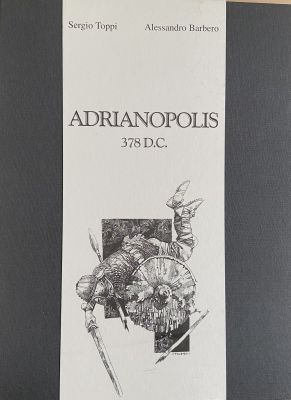 Sergio Toppi Alessandro Barbero
ADRIANOPOLIS
378 D.C.